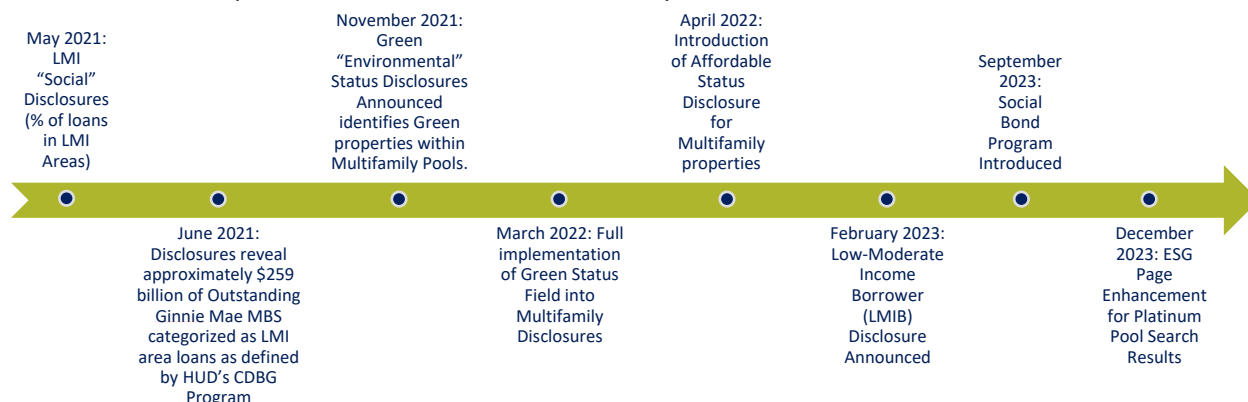 May 2021:
LMI
“Social”
Disclosures
(% of loans
in LMI
Areas)
June 2021:
Disclosures reveal
approximately $259
billion of Outstanding
Ginnie Mae MBS
categorized as LMI
area loans as defined
by HUD’s CDBG
Program
November 2021:
Green
“Environmental”
Status Disclosures
Announced
identifies Green
properties within
Multifamily Pools.
March 2022: Full
implementation
of Green Status
Field into
Multifamily
Disclosures
April 2022:
Introduction
of Affordable
Status
Disclosure
for
Multifamily
properties
February 2023:
Low-Moderate
Income
Borrower
(LMIB)
Disclosure
Announced
September
2023:
Social
Bond
Program
Introduced
December
2023: ESG
Page
Enhancement
for Platinum
Pool Search
Results